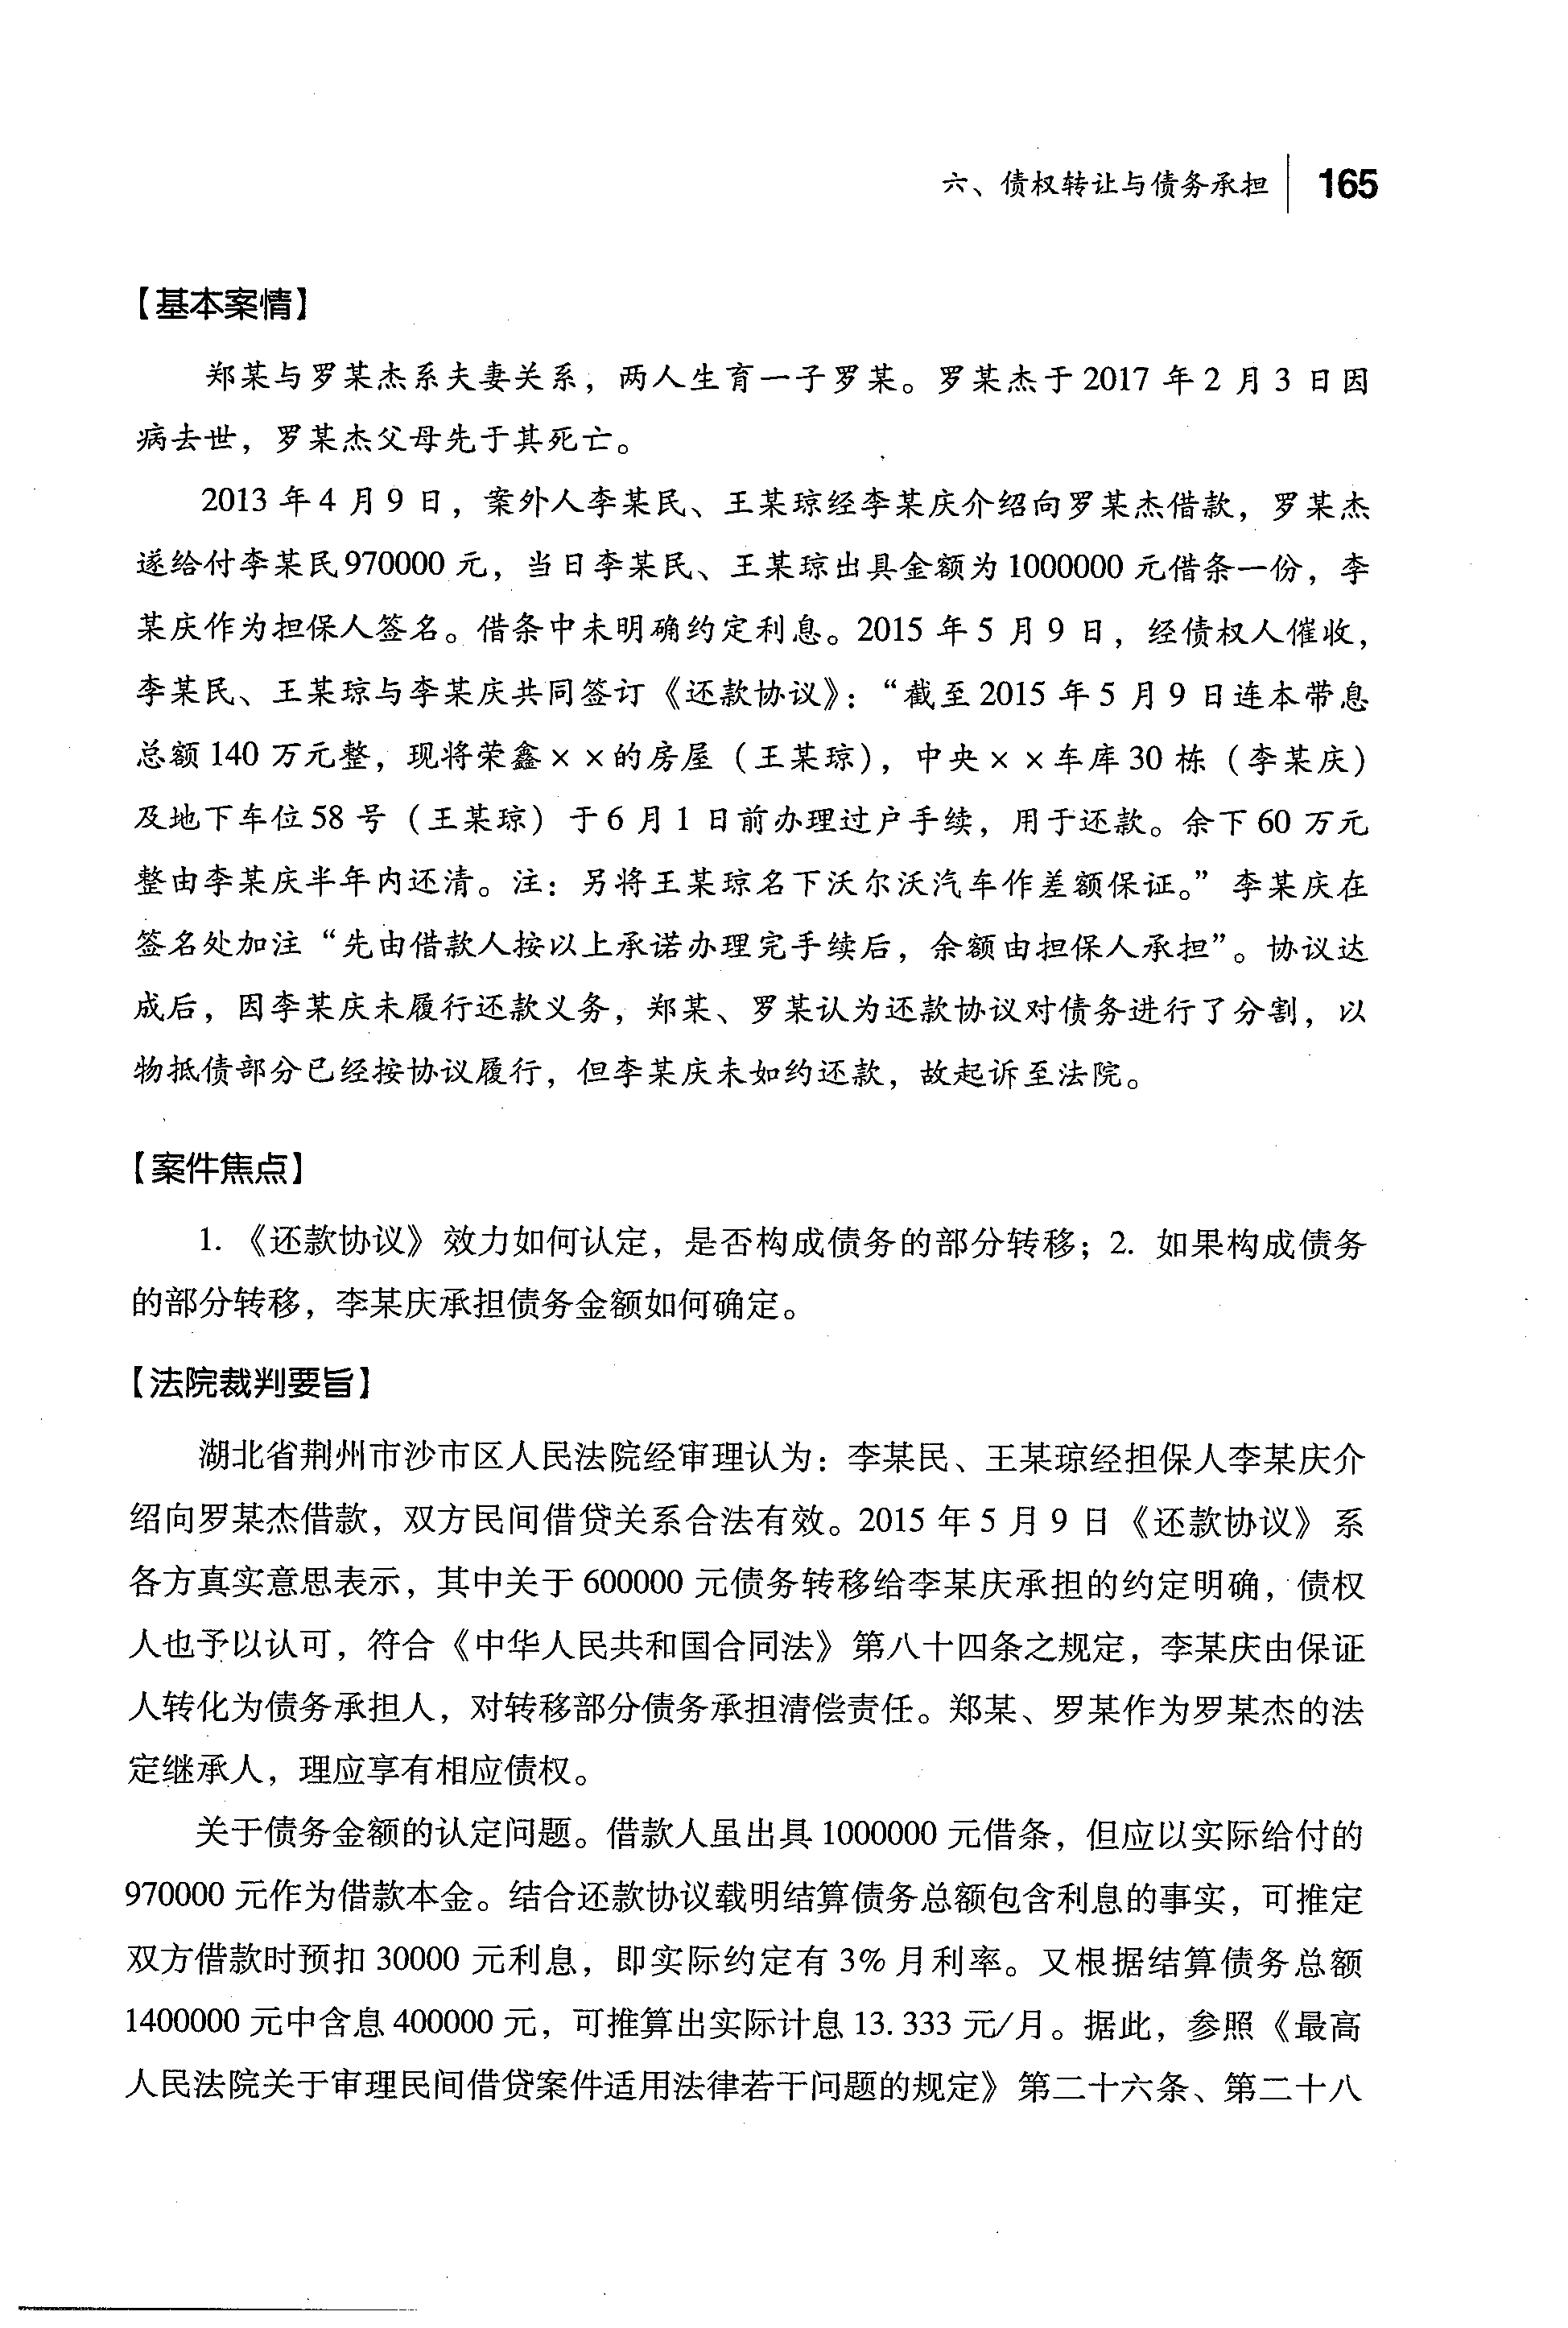 六、债权转让与债务承担 165
【基本案情】
郑某与罗某杰系夫妻关系，两人生育一子罗某。罗某杰于2017年2月3日因
病去世，罗某杰父母先于其死亡。
2013年4月9日，案外人李某民、王某琼经李某庆介绍向罗某杰借款，罗某杰
遂给付李某民970000元，当日李某民、王某琼出具金额为1000000元借条一份，李
某庆作为担保人签名。借条中未明确约定利息。2015年5月9日，经债权人催收，
李某民、王某琼与李某庆共同签订《还款协议》：“截至2015年5月9日连本带息
总额140万元整，现将荣鑫××的房屋（王某琼），中央××车库30栋（李某庆）
及地下车位58号（王某琼）于6月1日前办理过户手续，用于还款。余下60万元
整由李某庆半年内还清。注：另将王某琼名下沃尔沃汽车作差额保证。”李某庆在
签名处加注“先由借款人按以上承诺办理完手续后，余额由担保人承担”。协议达
成后，因李某庆未履行还款义务，郑某、罗某认为还款协议对债务进行了分割，以
物抵债部分已经按协议履行，但李某庆未如约还款，故起诉至法院。
【案件焦点】
1. 《还款协议》效力如何认定，是否构成债务的部分转移；2. 如果构成债务
的部分转移，李某庆承担债务金额如何确定。
【法院裁判要旨】
湖北省荆州市沙市区人民法院经审理认为：李某民、王某琼经担保人李某庆介
绍向罗某杰借款，双方民间借贷关系合法有效。2015年5月9日《还款协议》系
各方真实意思表示，其中关于600000元债务转移给李某庆承担的约定明确，债权
人也予以认可，符合《中华人民共和国合同法》第八十四条之规定，李某庆由保证
人转化为债务承担人，对转移部分债务承担清偿责任。郑某、罗某作为罗某杰的法
定继承人，理应享有相应债权。
关于债务金额的认定问题。借款人虽出具1000000元借条，但应以实际给付的
970000元作为借款本金。结合还款协议载明结算债务总额包含利息的事实，可推定
双方借款时预扣30000元利息，即实际约定有3%月利率。又根据结算债务总额
1400000元中含息400000元，可推算出实际计息13.333元/月。据此，参照《最高
人民法院关于审理民间借贷案件适用法律若干问题的规定》第二十六条、第二十八